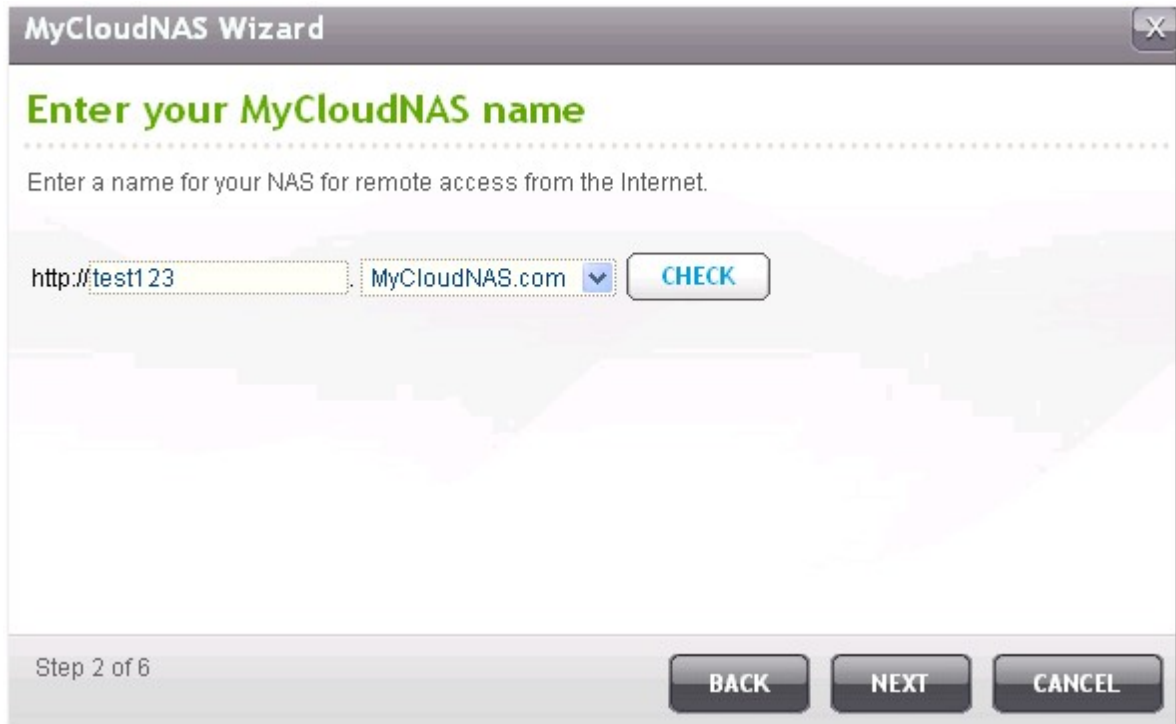 MyCloudNAS Wizard
X
Enter your MyCloudNAS name
Enter a name for your NAS for remote access from the Internet.
http://test123 . MyCloudNAS.com CHECK
Step 2 of 6 BACK NEXT CANCEL